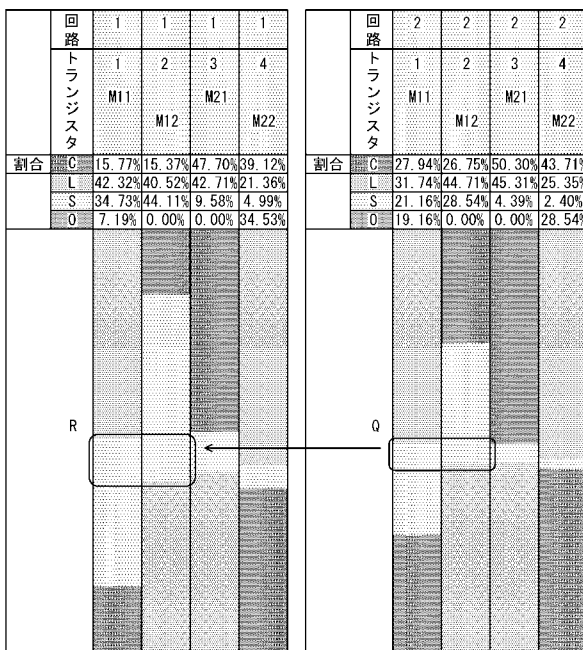 回路 1 1 1 1
トランジスタ 1 2 3 4
M11 M12 M21 M22
割合 C 15.77% 15.37% 47.70% 39.12%
L 42.32% 40.52% 42.71% 21.36%
S 34.73% 44.11% 9.58% 4.99%
O 7.19% 0.00% 0.00% 34.53%
R
回路 2 2 2 2
トランジスタ 1 2 3 4
M11 M12 M21 M22
割合 C 27.94% 26.75% 50.30% 43.71%
L 31.74% 44.71% 45.31% 25.35%
S 21.16% 28.54% 4.39% 2.40%
O 19.16% 0.00% 0.00% 28.54%
Q